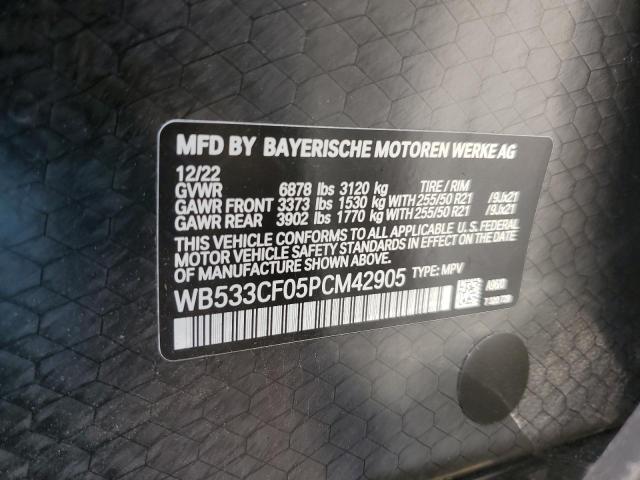 MFD BY BAYERISCHE MOTOREN WERKE AG
12/22
GVWR 6878 lbs 3120 kg TIRE / RIM
GAWR FRONT 3373 lbs 1530 kg WITH 255/50 R21 /9Jx21
GAWR REAR 3902 lbs 1770 kg WITH 255/50 R21 /9Jx21
THIS VEHICLE CONFORMS TO ALL APPLICABLE U.S. FEDERAL
MOTOR VEHICLE SAFETY STANDARDS IN EFFECT ON THE DATE
OF MANUFACTURE SHOWN ABOVE.
WB533CF05PCM42905 TYPE: MPV